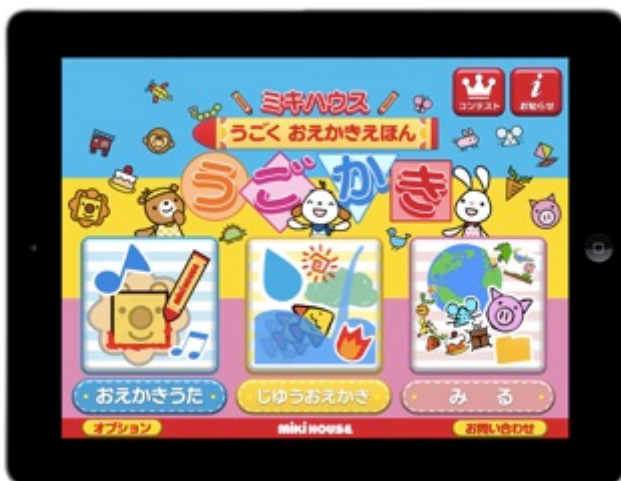 ミキハウス
コンテスト
お知らせ
うごく おえかきえほん
うごかき
おえかきうた
じゆうおえかき
みる
オプション
miki HOUSE
お問い合わせ